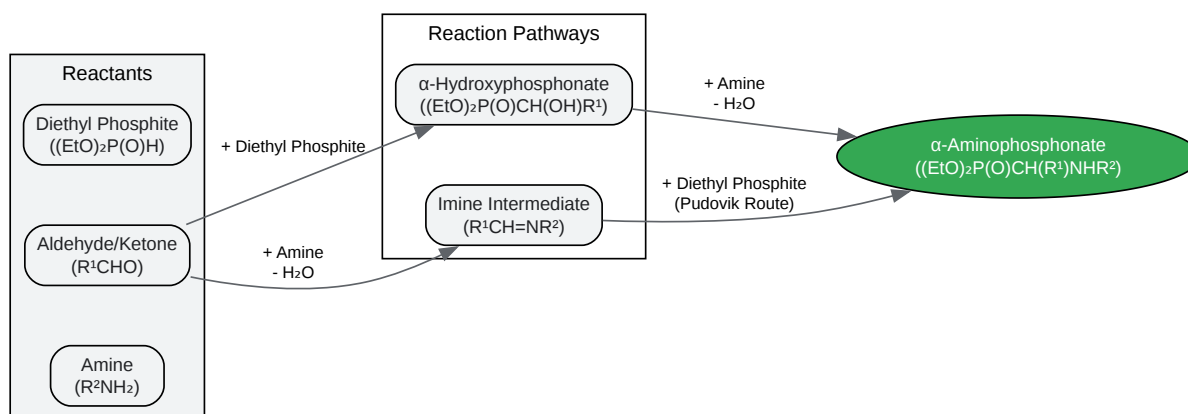 Reactants
Diethyl Phosphite
((EtO)₂P(O)H)
Aldehyde/Ketone
(R¹CHO)
Amine
(R²NH₂)
+ Diethyl Phosphite
+ Amine
- H₂O
Reaction Pathways
α-Hydroxyphosphonate
((EtO)₂P(O)CH(OH)R¹)
Imine Intermediate
(R¹CH=NR²)
+ Amine
- H₂O
+ Diethyl Phosphite
(Pudovik Route)
α-Aminophosphonate
((EtO)₂P(O)CH(R¹)NHR²)